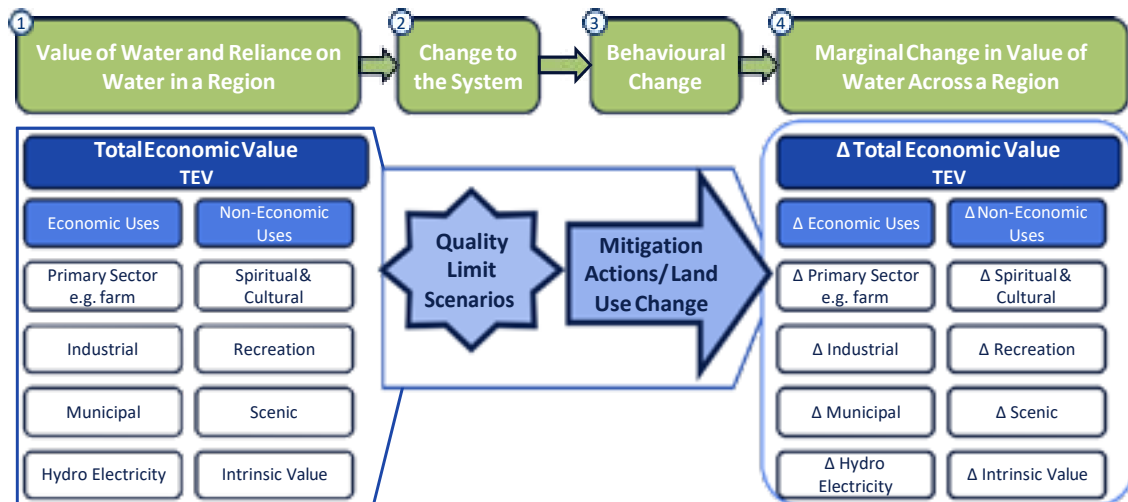 1
Value of Water and Reliance on
Water in a Region
2
Change to
the System
3
Behavioural
Change
4
Marginal Change in Value of
Water Across a Region
Total Economic Value
TEV
Economic Uses
Non-Economic
Uses
Primary Sector
e.g. farm
Spiritual &
Cultural
Industrial
Recreation
Municipal
Scenic
Hydro Electricity
Intrinsic Value
Quality
Limit
Scenarios
Mitigation
Actions/ Land
Use Change
Δ Total Economic Value
TEV
Δ Economic Uses
Δ Non-Economic
Uses
Δ Primary Sector
e.g. farm
Δ Spiritual &
Cultural
Δ Industrial
Δ Recreation
Δ Municipal
Δ Scenic
Δ Hydro
Electricity
Δ Intrinsic Value